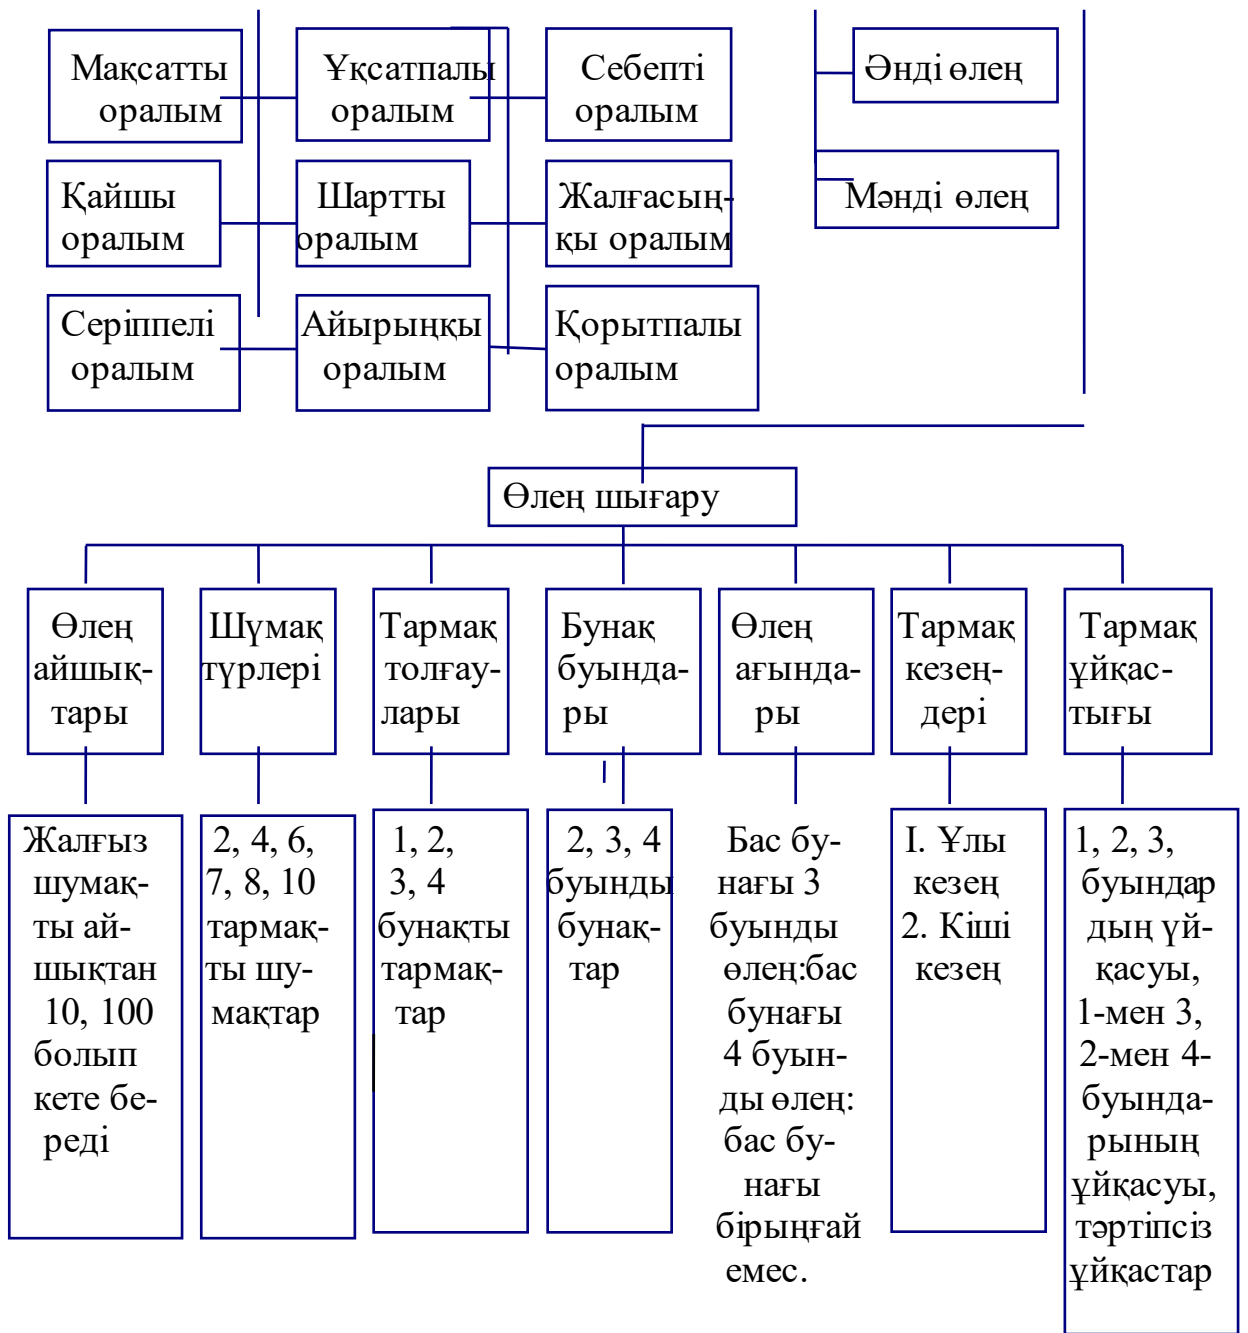 Мақсатты
оралым
Ұқсатпалы
оралым
Себепті
оралым
Әнді өлең
Қайшы
оралым
Шартты
оралым
Жалғасың-
қы оралым
Мәнді өлең
Серіппелі
оралым
Айырыңқы
оралым
Қорытпалы
оралым
Өлең шығару
Өлең
айшық-
тары
Шүмақ
түрлері
Тармақ
толғау-
лары
Бунақ
буында-
ры
Өлең
ағында-
ры
Тармақ
кезең-
дері
Тармақ
ұйқас-
тығы
Жалғыз
шумақ-
ты ай-
шықтан
10, 100
болып
кете бе-
реді
2, 4, 6,
7, 8, 10
тармақ-
ты шу-
мақтар
1, 2,
3, 4
бунақты
тармақ-
тар
2, 3, 4
буынды
бунақ-
тар
Бас бу-
нағы 3
буынды
өлең:бас
бунағы
4 буын-
ды өлең:
бас бу-
нағы
бірыңғай
емес.
I. Ұлы
кезең
2. Кіші
кезең
1, 2, 3,
буындар
дың үй-
қасуы,
1-мен 3,
2-мен 4-
буында-
рының
ұйқасуы,
тәртіпсіз
ұйқастар